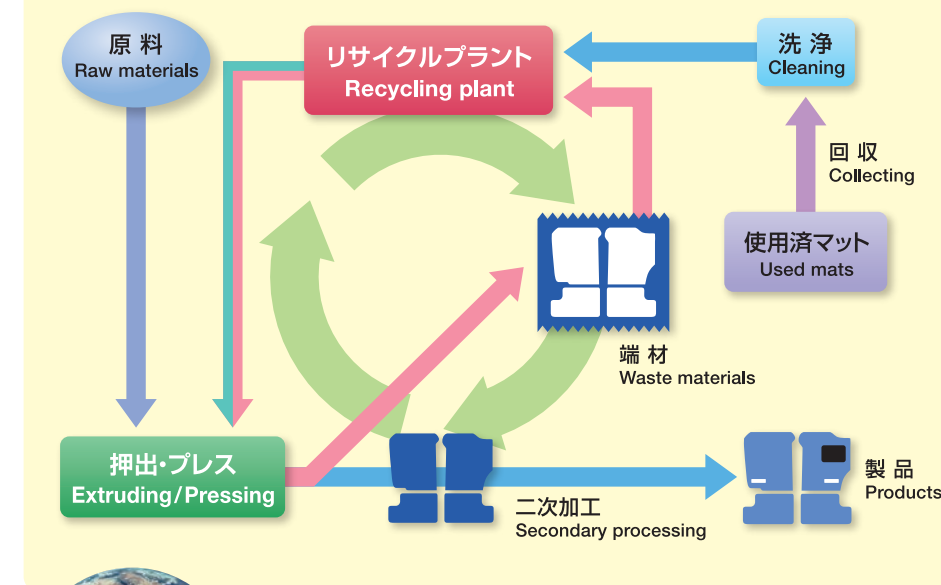 原 料
Raw materials
リサイクルプラント
Recycling plant
洗 浄
Cleaning
回 収
Collecting
使用済マット
Used mats
端 材
Waste materials
押出・プレス
Extruding/Pressing
二次加工
Secondary processing
製 品
Products